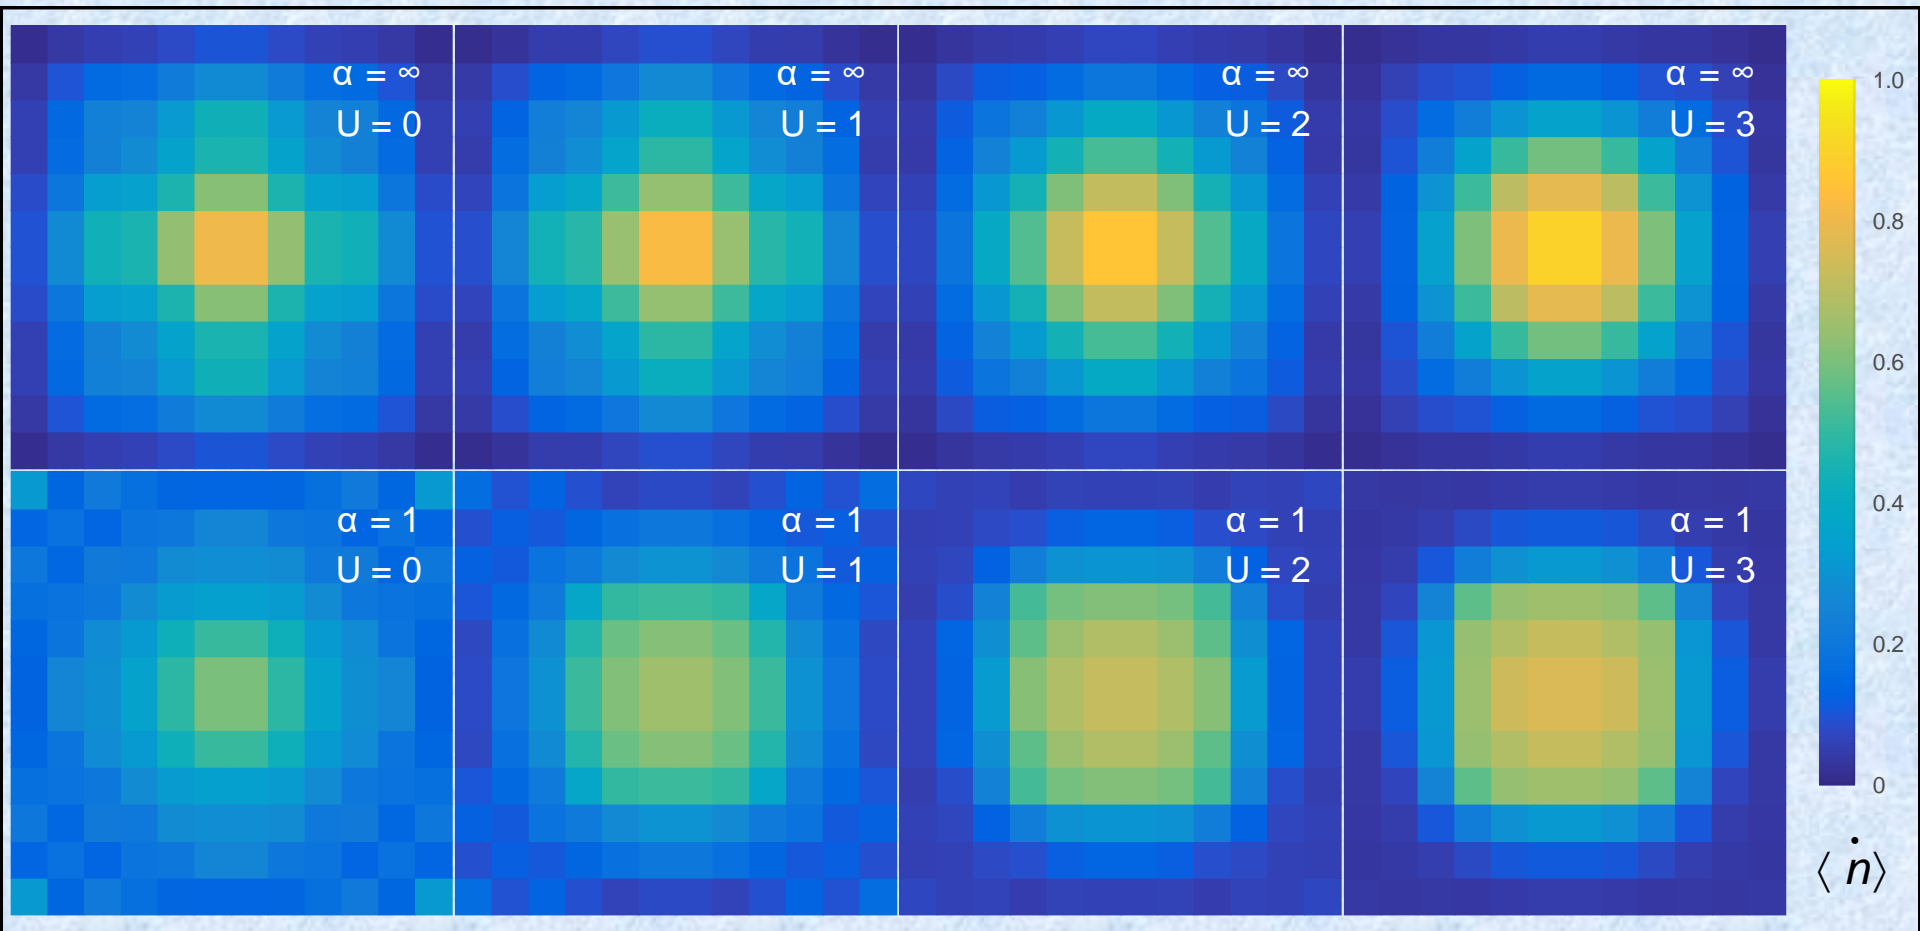 α = ∞
U = 0
α = ∞
U = 1
α = ∞
U = 2
α = ∞
U = 3
α = 1
U = 0
α = 1
U = 1
α = 1
U = 2
α = 1
U = 3
1.0
0.8
0.6
0.4
0.2
0
⟨ ṅ⟩